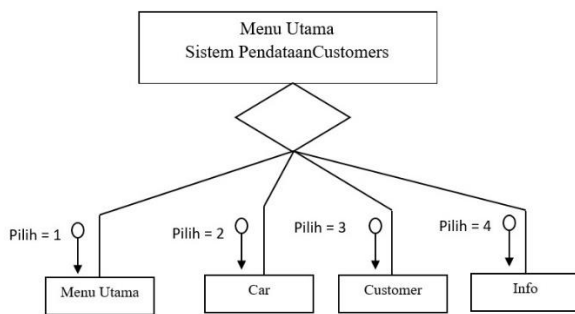 Menu Utama
Sistem PendataanCustomers
Pilih = 1
Pilih = 2
Pilih = 3
Pilih = 4
Menu Utama
Car
Customer
Info